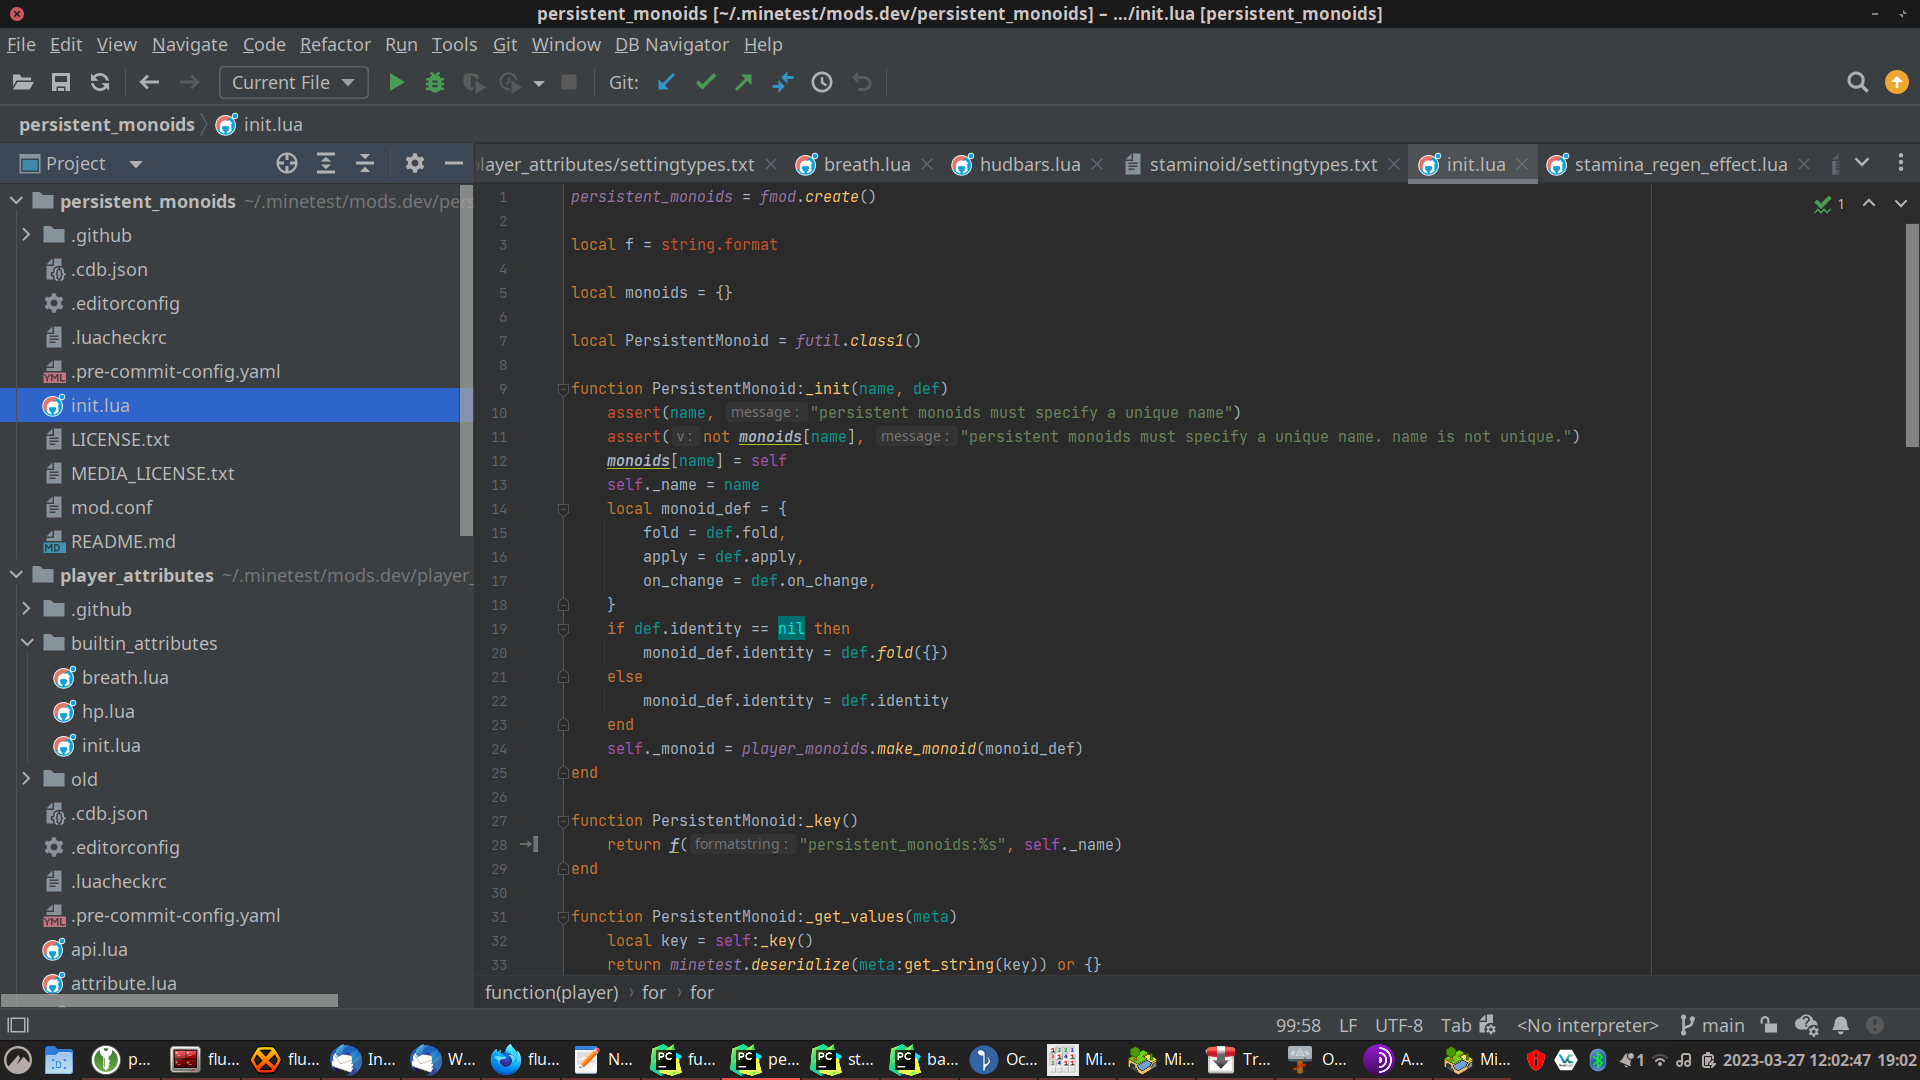 persistent_monoids [~/.minetest/mods.dev/persistent_monoids] – .../init.lua [persistent_monoids]
File Edit View Navigate Code Refactor Run Tools Git Window DB Navigator Help
Current File
Git:
persistent_monoids
init.lua
Project
persistent_monoids ~/.minetest/mods.dev/pers
.github
.cdb.json
.editorconfig
.luacheckrc
.pre-commit-config.yaml
init.lua
LICENSE.txt
MEDIA_LICENSE.txt
mod.conf
README.md
player_attributes ~/.minetest/mods.dev/player_
.github
builtin_attributes
breath.lua
hp.lua
init.lua
old
.cdb.json
.editorconfig
.luacheckrc
.pre-commit-config.yaml
api.lua
attribute.lua
layer_attributes/settingtypes.txt
breath.lua
hudbars.lua
staminoid/settingtypes.txt
init.lua
stamina_regen_effect.lua
1
1 persistent_monoids = fmod.create()
2
3 local f = string.format
4
5 local monoids = {}
6
7 local PersistentMonoid = futil.class1()
8
9 function PersistentMonoid:_init(name, def)
10 assert(name, message: "persistent monoids must specify a unique name")
11 assert( v: not monoids[name], message: "persistent monoids must specify a unique name. name is not unique.")
12 monoids[name] = self
13 self._name = name
14 local monoid_def = {
15 fold = def.fold,
16 apply = def.apply,
17 on_change = def.on_change,
18 }
19 if def.identity == nil then
20 monoid_def.identity = def.fold({})
21 else
22 monoid_def.identity = def.identity
23 end
24 self._monoid = player_monoids.make_monoid(monoid_def)
25 end
26
27 function PersistentMonoid:_key()
28 return f( formatstring: "persistent_monoids:%s", self._name)
29 end
30
31 function PersistentMonoid:_get_values(meta)
32 local key = self:_key()
33 return minetest.deserialize(meta:get_string(key)) or {}
function(player) › for › for
99:58 LF UTF-8 Tab <No interpreter> main
p... flu... flu... In... W... flu... N... fu... pe... st... ba... Oc... Mi... Mi... Tr... O... A... Mi... 1 2023-03-27 12:02:47 19:02